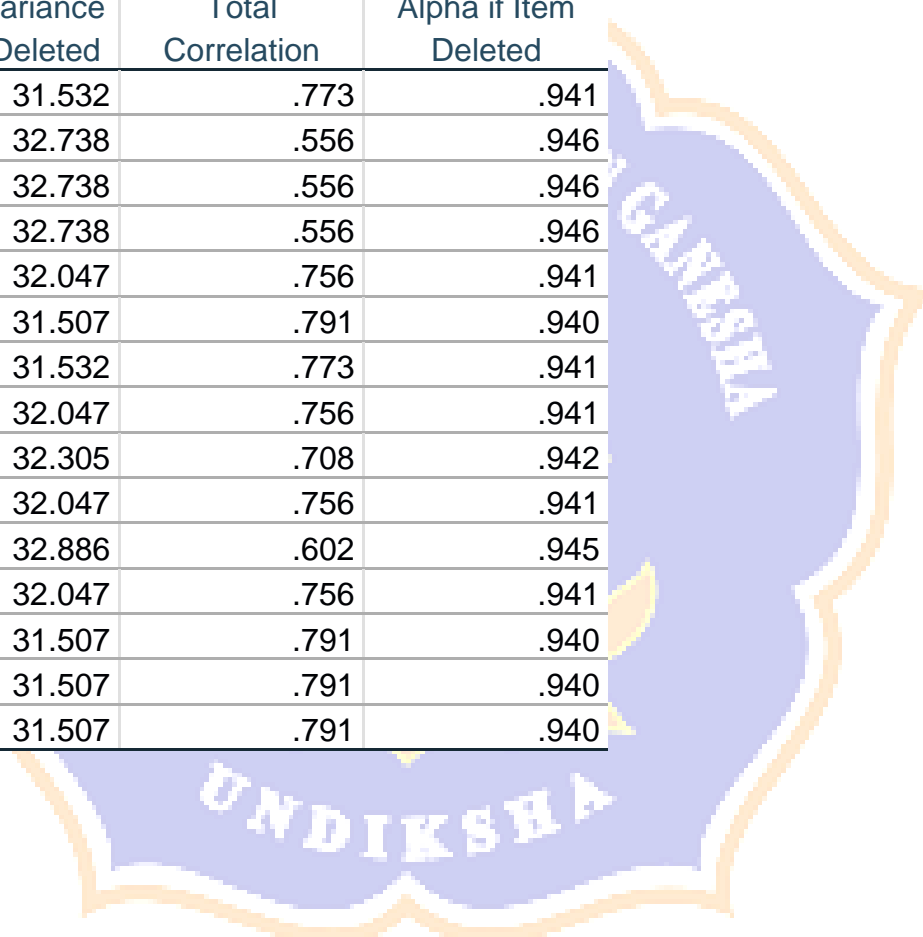 ariance Total Alpha if Item
Deleted Correlation Deleted
31.532 .773 .941
32.738 .556 .946
32.738 .556 .946
32.738 .556 .946
32.047 .756 .941
31.507 .791 .940
31.532 .773 .941
32.047 .756 .941
32.305 .708 .942
32.047 .756 .941
32.886 .602 .945
32.047 .756 .941
31.507 .791 .940
31.507 .791 .940
31.507 .791 .940
GANESHA
UNDIKSHA